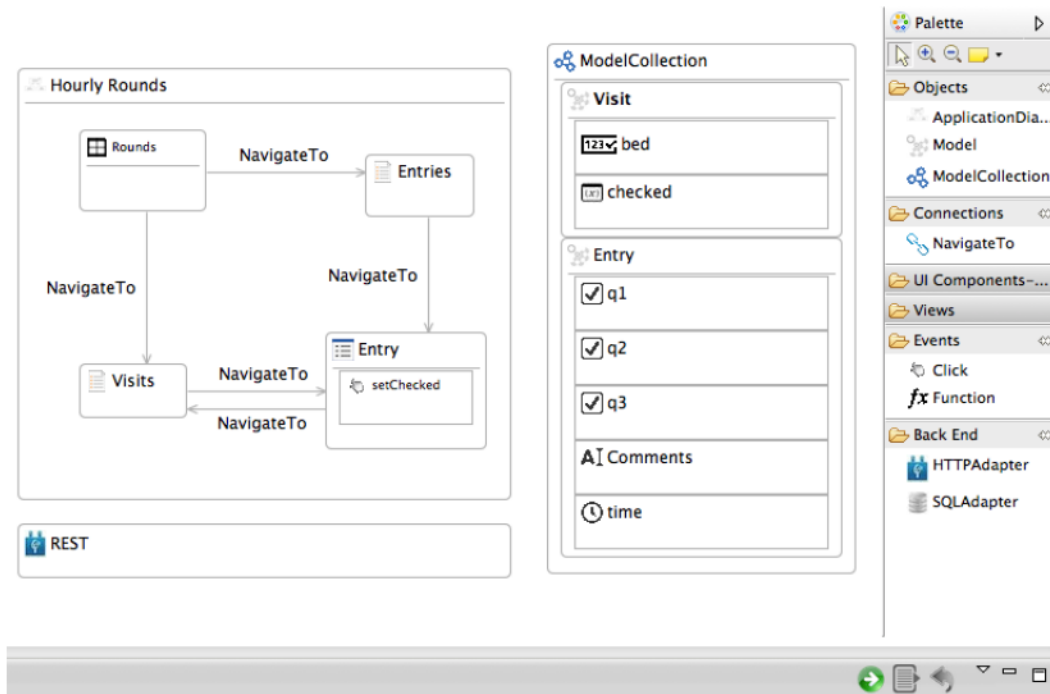 Hourly Rounds
Rounds
NavigateTo
Entries
NavigateTo
NavigateTo
Visits
NavigateTo
NavigateTo
Entry
setChecked
REST
ModelCollection
Visit
123 bed
(x) checked
Entry
q1
q2
q3
A Comments
time
Palette
Objects
ApplicationDia...
Model
ModelCollection
Connections
NavigateTo
UI Components-...
Views
Events
Click
fx Function
Back End
HTTPAdapter
SQLAdapter